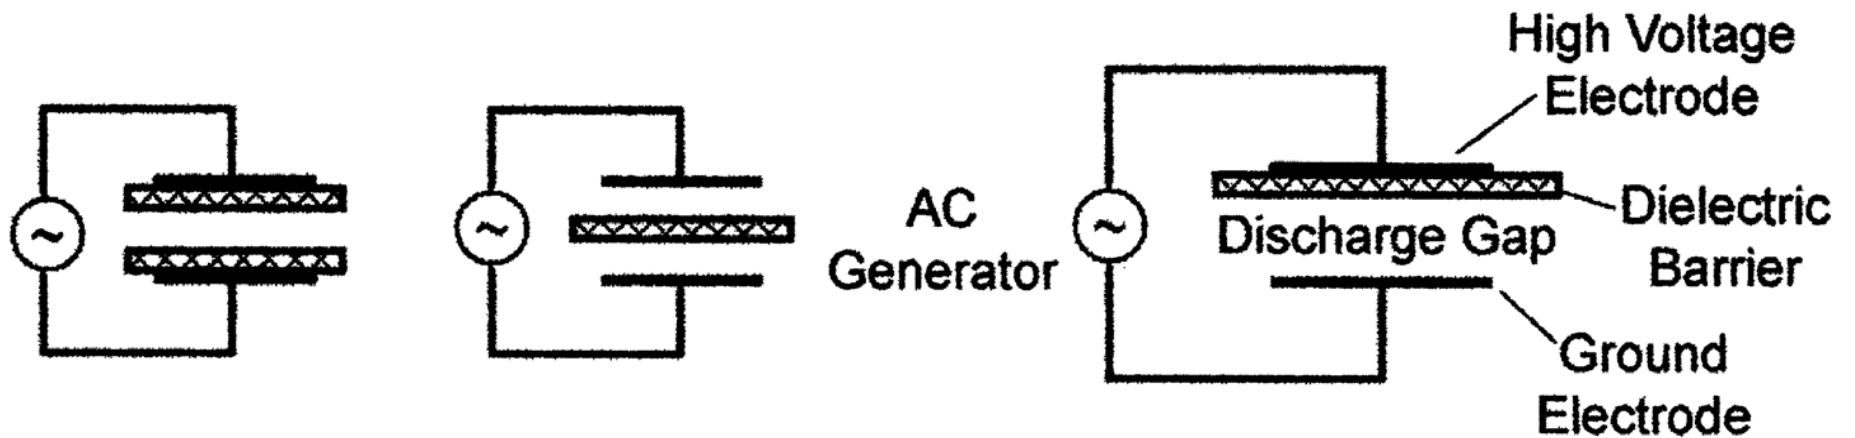 High Voltage
Electrode
AC
Generator
Discharge Gap
Dielectric
Barrier
Ground
Electrode